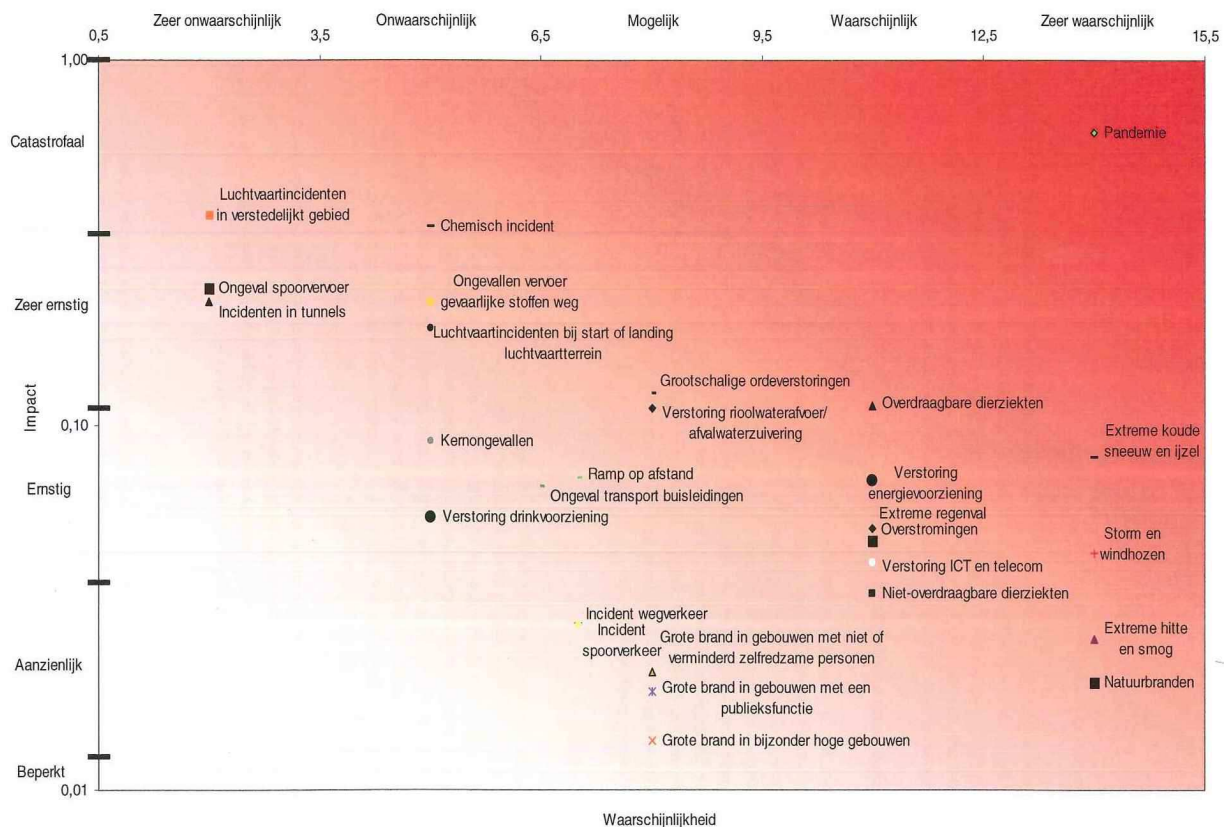 Zeer onwaarschijnlijk
Onwaarschijnlijk
Mogelijk
Waarschijnlijk
Zeer waarschijnlijk
0,5
3,5
6,5
9,5
12,5
15,5
1,00
Catastrofaal
Pandemie
Luchtvaartincidenten
in verstedelijkt gebied
Chemisch incident
Zeer ernstig
Ongeval spoorvervoer
Incidenten in tunnels
Ongevallen vervoer
gevaarlijke stoffen weg
Luchtvaartincidenten bij start of landing
luchtvaartterrein
Impact
Grootschalige ordeverstoringen
Verstoring rioolwaterafvoer/
afvalwaterzuivering
Overdraagbare dierziekten
0,10
Kernongevallen
Extreme koude
sneeuw en ijzel
Ernstig
Ramp op afstand
Ongeval transport buisleidingen
Verstoring
energievoorziening
Verstoring drinkvoorziening
Extreme regenval
Overstromingen
Storm en
windhozen
Verstoring ICT en telecom
Niet-overdraagbare dierziekten
Incident wegverkeer
Incident
spoorverkeer
Grote brand in gebouwen met niet of
verminderd zelfredzame personen
Extreme hitte
en smog
Aanzienlijk
Grote brand in gebouwen met een
publieksfunctie
Natuurbranden
Grote brand in bijzonder hoge gebouwen
Beperkt
0,01
Waarschijnlijkheid